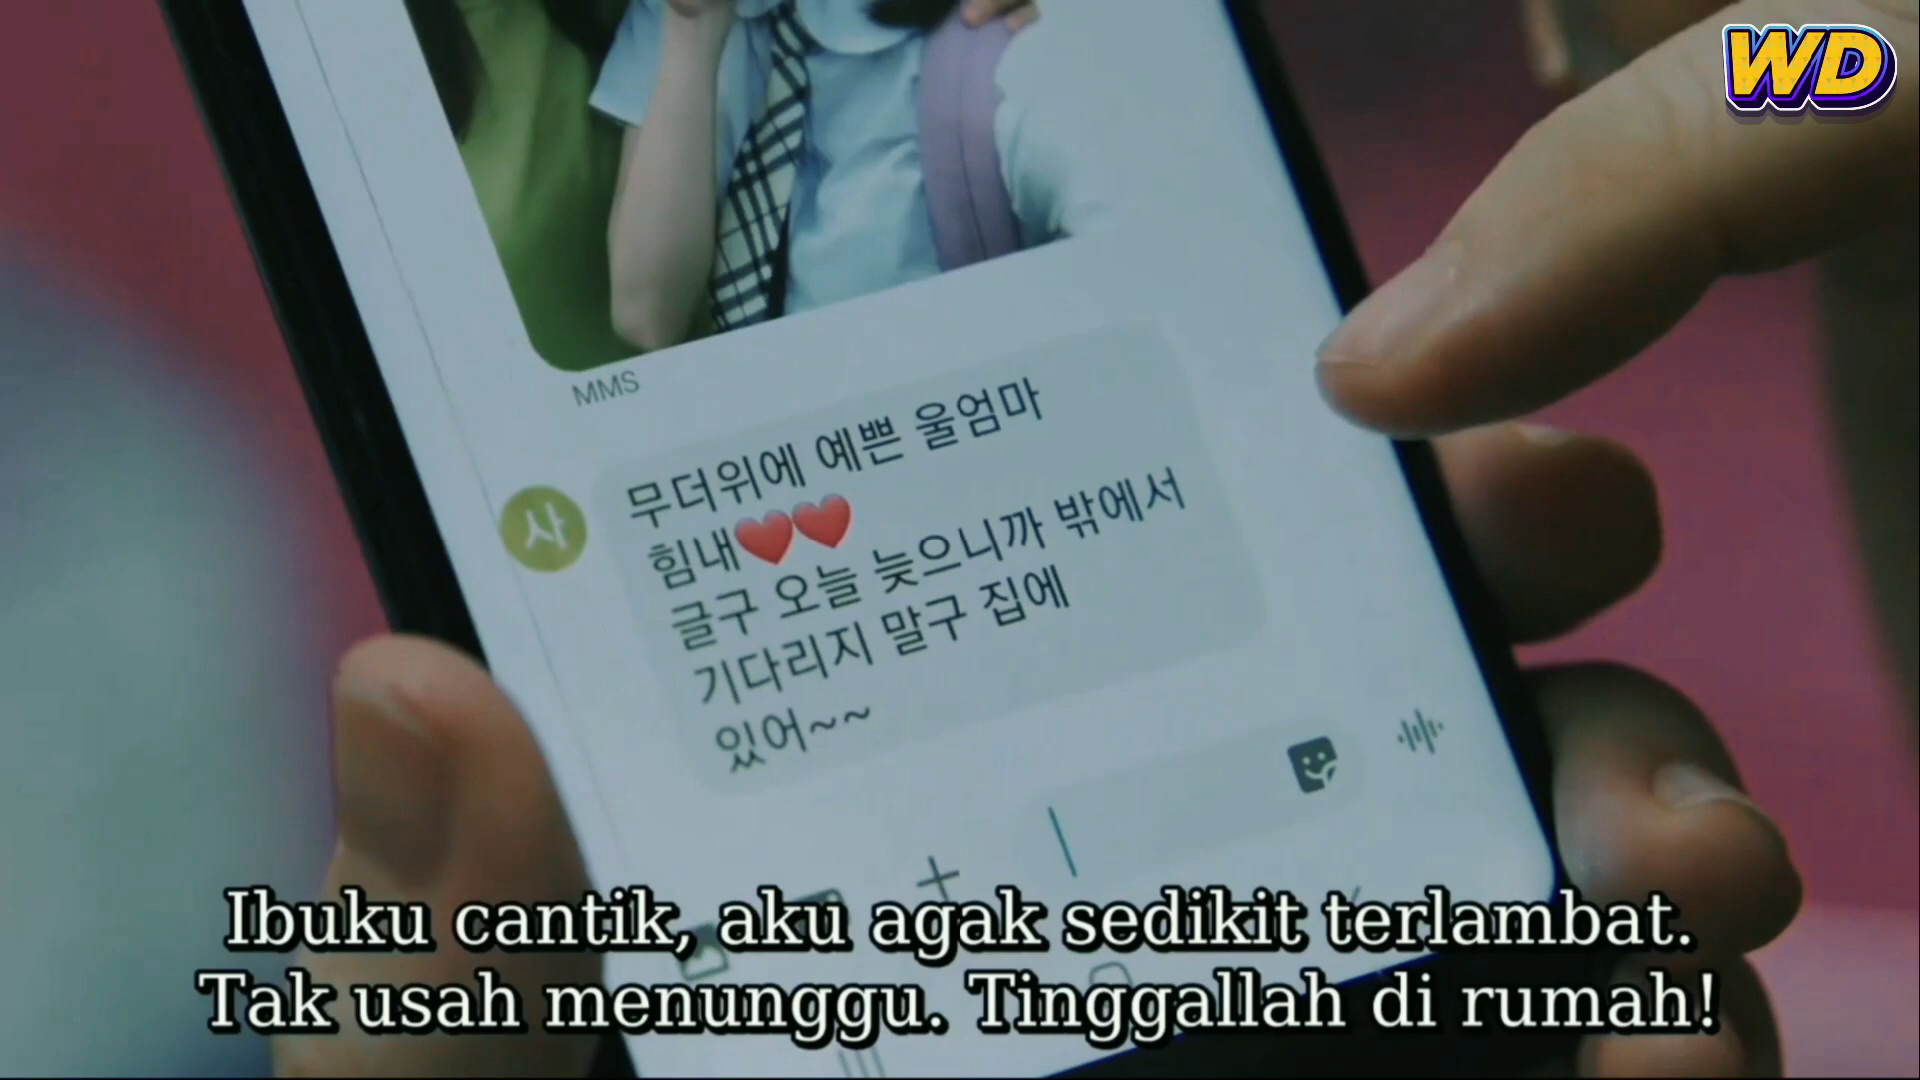 WD
MMS
사
무더위에 예쁜 울엄마
힘내❤️❤️
글구 오늘 늦으니까 밖에서
기다리지 말구 집에
있어~~
Ibuku cantik, aku agak sedikit terlambat.
Tak usah menunggu. Tinggallah di rumah!